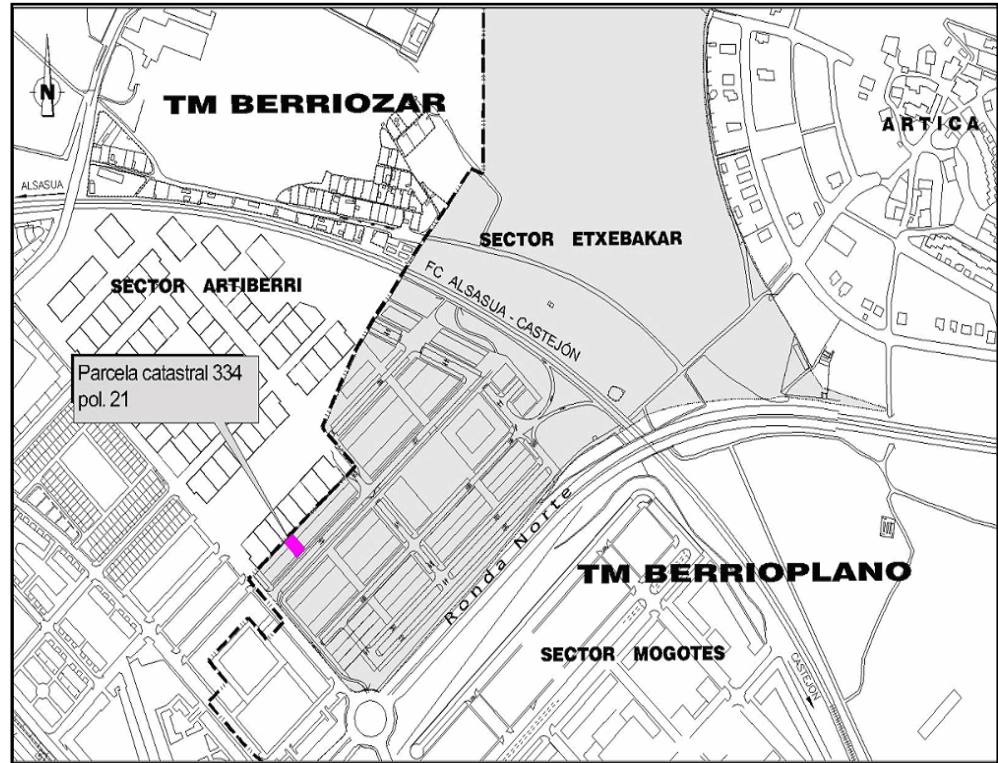 N
TM BERRIOZAR
ARTICA
ALSASUA
SECTOR ETXEBAKAR
SECTOR ARTIBERRI
FC ALSASUA - CASTEJÓN
Parcela catastral 334
pol. 21
Ronda Norte
TM BERRIOPLANO
SECTOR MOGOTES
CASTEJON